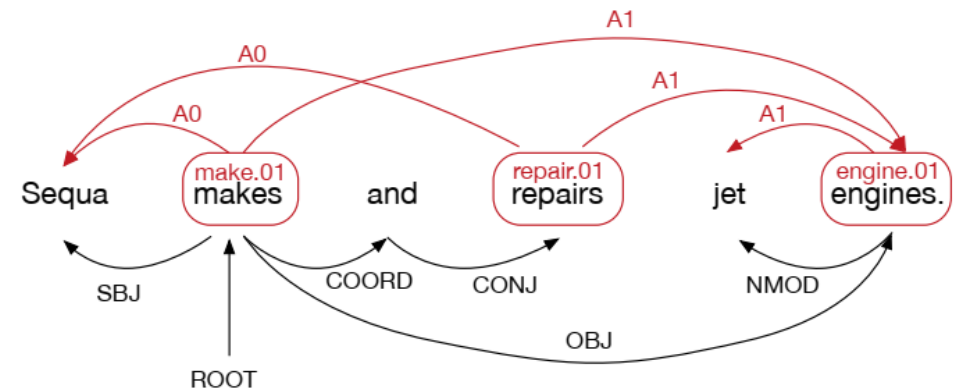 A1
A0
A1
A0
A1
make.01
repair.01
engine.01
Sequa makes and repairs jet engines.
COORD
CONJ
NMOD
SBJ
OBJ
ROOT